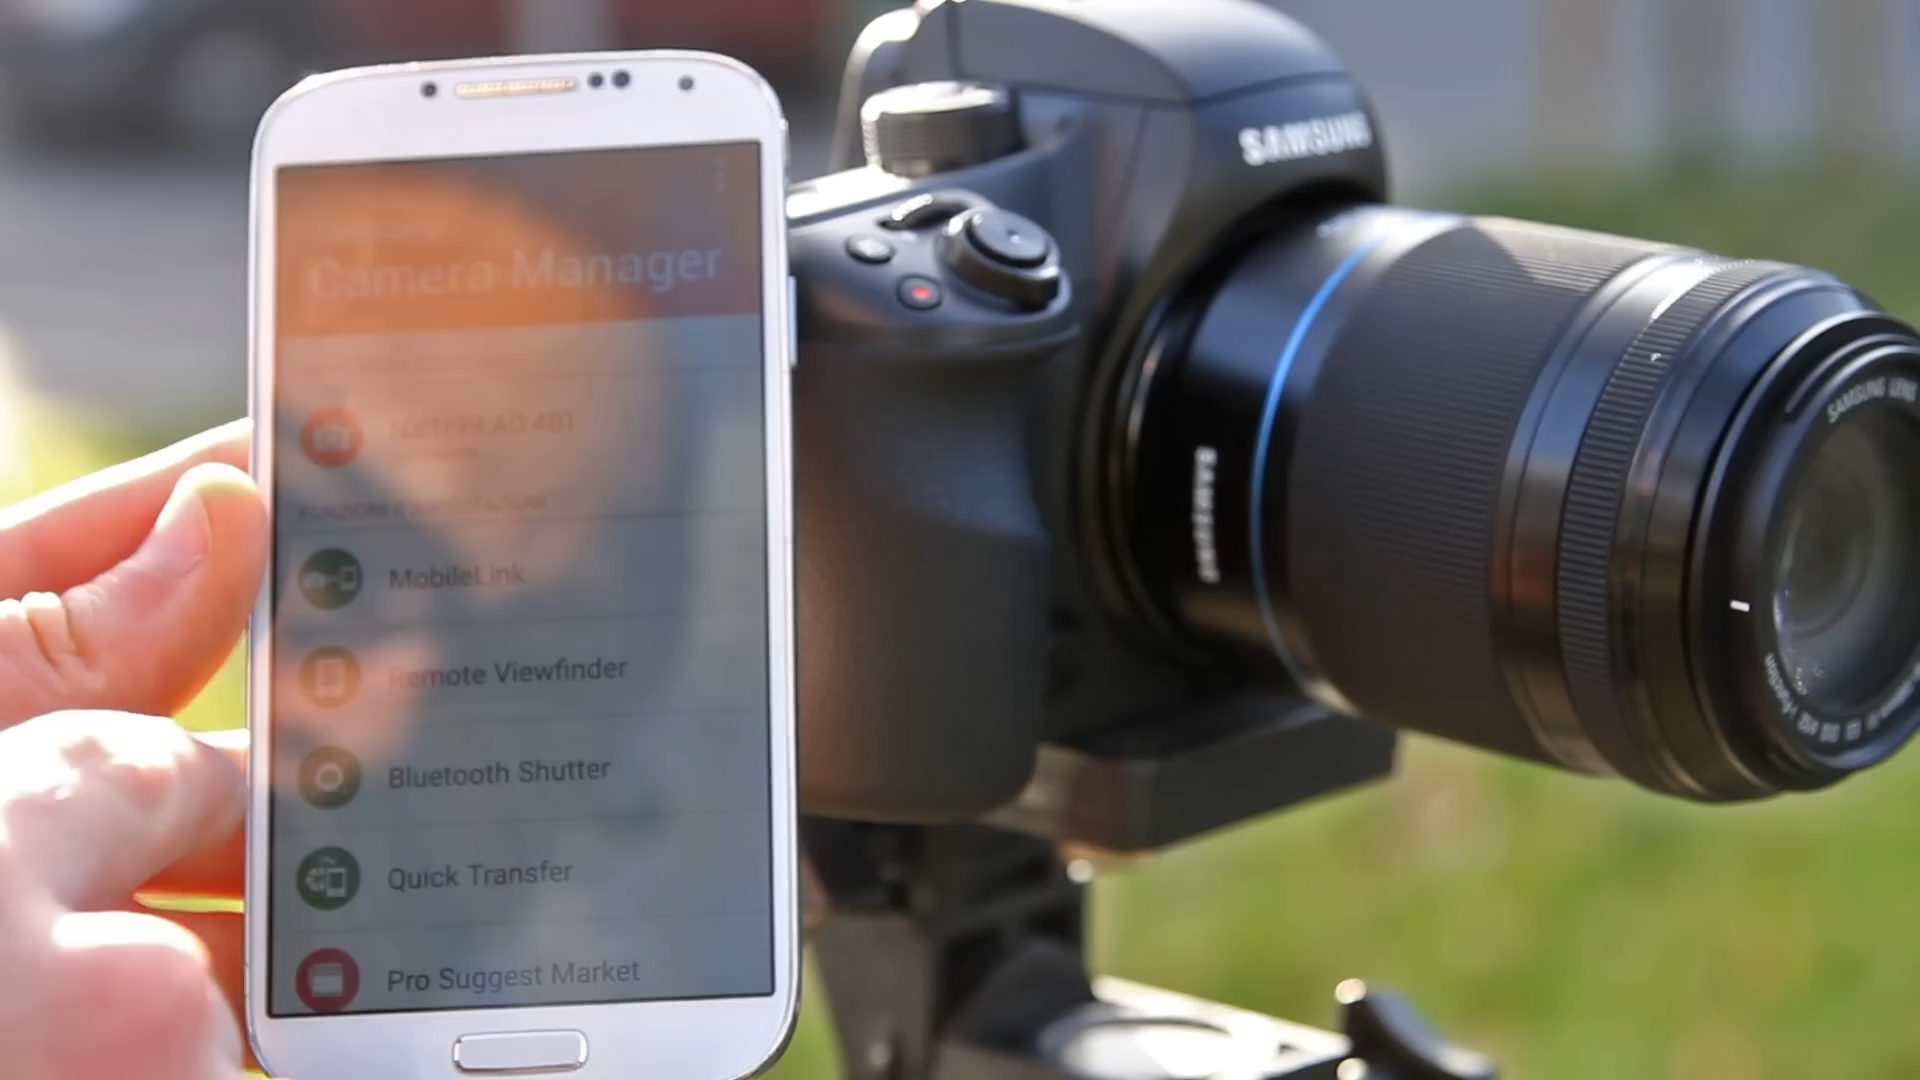 Camera Manager
MobileLink
Remote Viewfinder
Bluetooth Shutter
Quick Transfer
Pro Suggest Market
SAMSUNG
SAMSUNG
SAMSUNG LENS